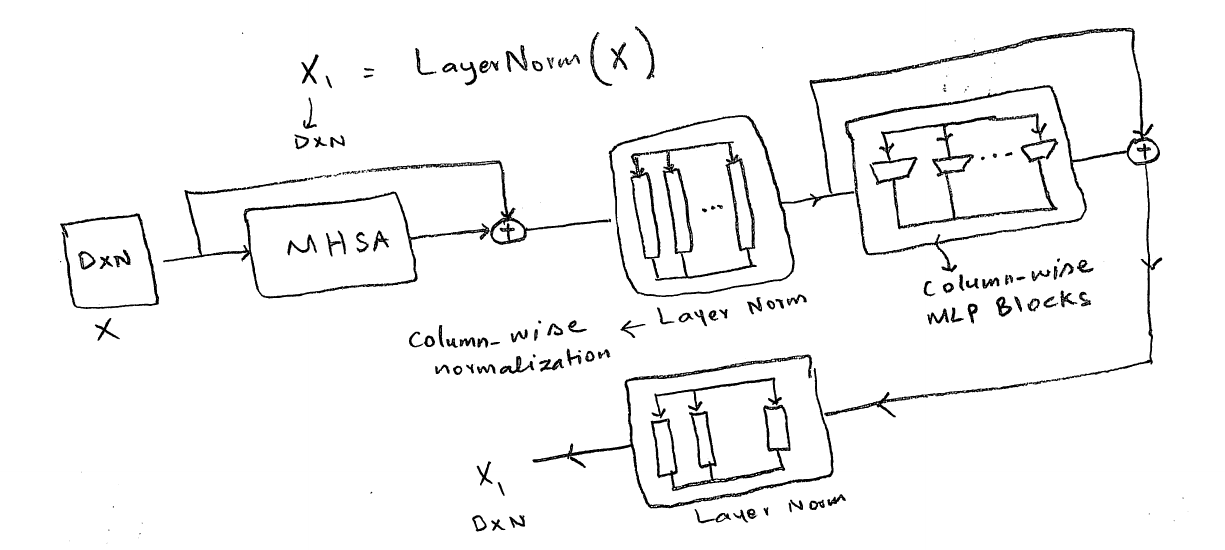 X₁ = LayerNorm(X)
DxN
DxN
X
MHSA
+
...
Layer Norm
Column-wise
normalization
...
+
Column-wise
MLP Blocks
Layer Norm
X₁
DxN